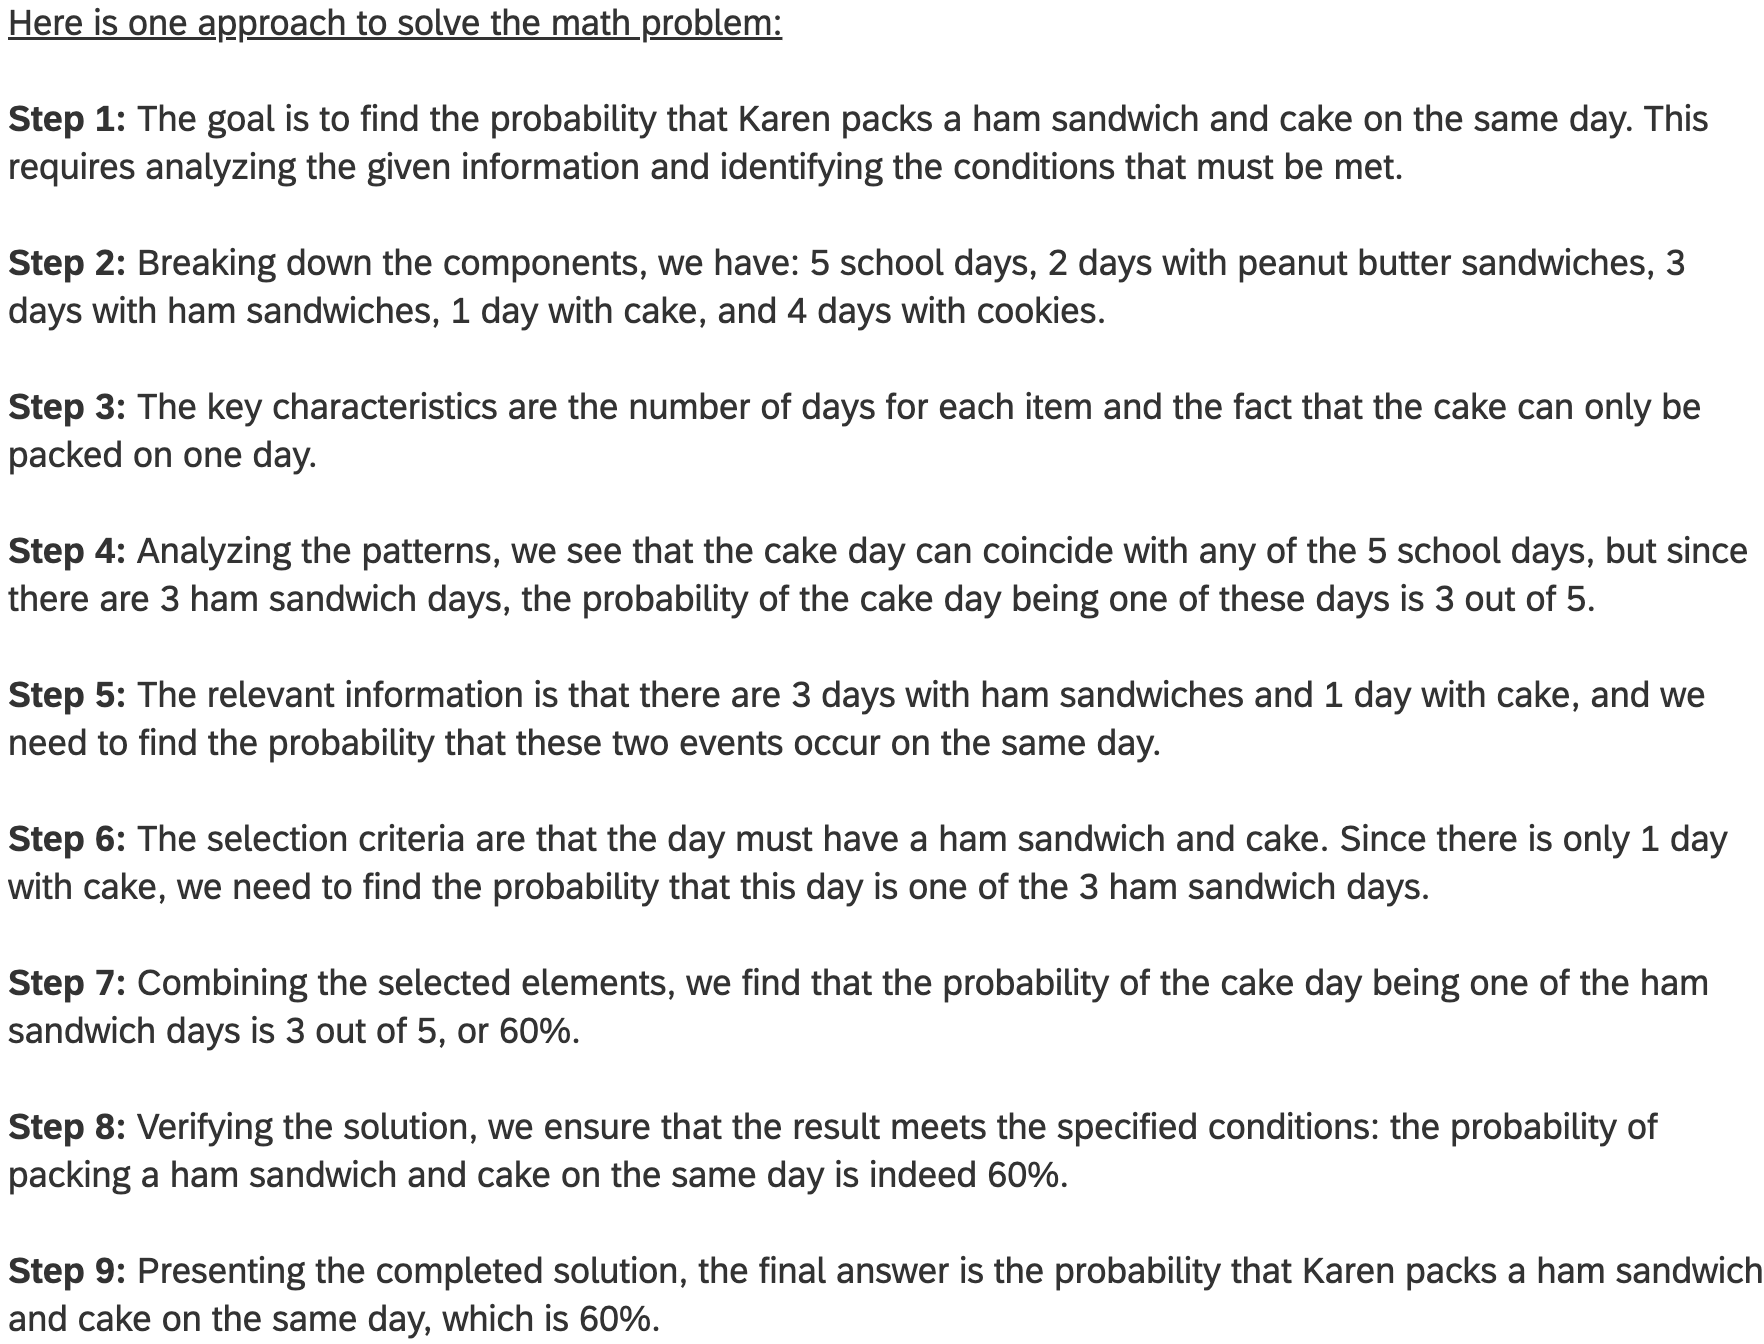 Here is one approach to solve the math problem:
Step 1: The goal is to find the probability that Karen packs a ham sandwich and cake on the same day. This
requires analyzing the given information and identifying the conditions that must be met.
Step 2: Breaking down the components, we have: 5 school days, 2 days with peanut butter sandwiches, 3
days with ham sandwiches, 1 day with cake, and 4 days with cookies.
Step 3: The key characteristics are the number of days for each item and the fact that the cake can only be
packed on one day.
Step 4: Analyzing the patterns, we see that the cake day can coincide with any of the 5 school days, but since
there are 3 ham sandwich days, the probability of the cake day being one of these days is 3 out of 5.
Step 5: The relevant information is that there are 3 days with ham sandwiches and 1 day with cake, and we
need to find the probability that these two events occur on the same day.
Step 6: The selection criteria are that the day must have a ham sandwich and cake. Since there is only 1 day
with cake, we need to find the probability that this day is one of the 3 ham sandwich days.
Step 7: Combining the selected elements, we find that the probability of the cake day being one of the ham
sandwich days is 3 out of 5, or 60%.
Step 8: Verifying the solution, we ensure that the result meets the specified conditions: the probability of
packing a ham sandwich and cake on the same day is indeed 60%.
Step 9: Presenting the completed solution, the final answer is the probability that Karen packs a ham sandwich
and cake on the same day, which is 60%.